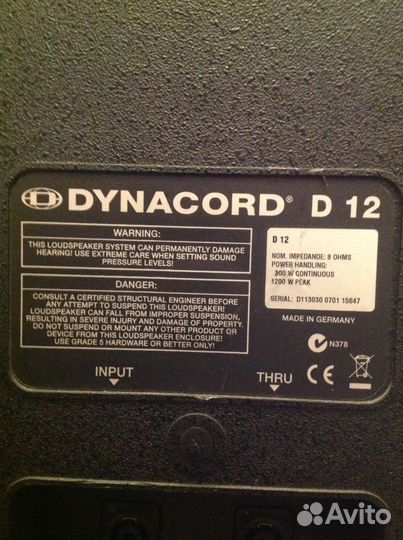 DYNACORD® D 12
WARNING:
THIS LOUDSPEAKER SYSTEM CAN PERMANENTLY DAMAGE
HEARING! USE EXTREME CARE WHEN SETTING SOUND
PRESSURE LEVELS!
DANGER:
CONSULT A CERTIFIED STRUCTURAL ENGINEER BEFORE
ANY ATTEMPT TO SUSPEND THIS LOUDSPEAKER!
LOUDSPEAKER CAN FALL FROM IMPROPER SUSPENSION,
RESULTING IN SEVERE INJURY AND DAMAGE OF PROPERTY.
DO NOT SUSPEND OR MOUNT ANY OTHER PRODUCT OR
DEVICE FROM THIS LOUDSPEAKER ENCLOSURE!
USE GRADE 5 HARDWARE OR BETTER ONLY!
D 12
NOM. IMPEDANDE: 8 OHMS
POWER HANDLING:
300 W CONTINUOUS
1200 W PEAK
SERIAL: D113030 0701 15647
MADE IN GERMANY
N378
INPUT
THRU
CE
Avito